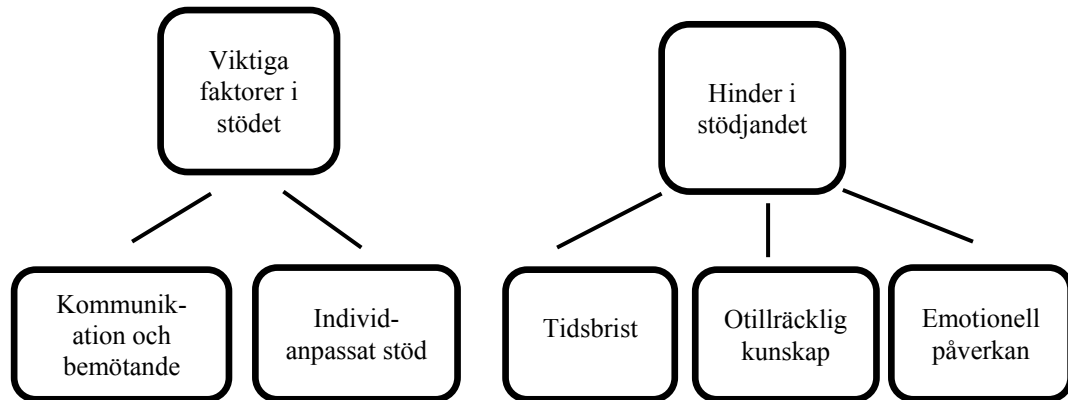 Viktiga
faktorer i
stödet
Hinder i
stödjandet
Kommunik-
ation och
bemötande
Individ-
anpassat stöd
Tidsbrist
Otillräcklig
kunskap
Emotionell
påverkan